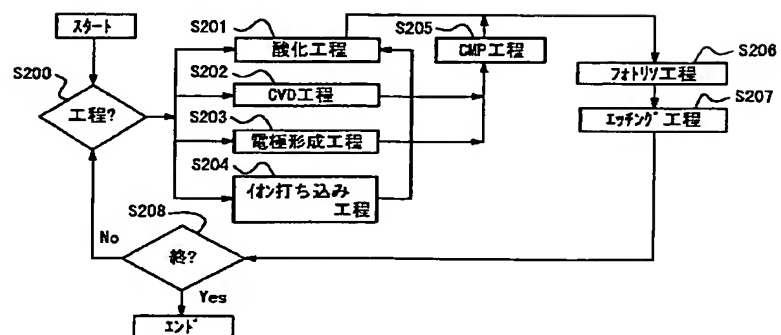 スタート
S200
工程?
S201
酸化工程
S202
CVD工程
S203
電極形成工程
S204
イオン打ち込み
工程
S205
CMP工程
S206
フォトリソ工程
S207
エッチング工程
S208
終?
No
Yes
エンド